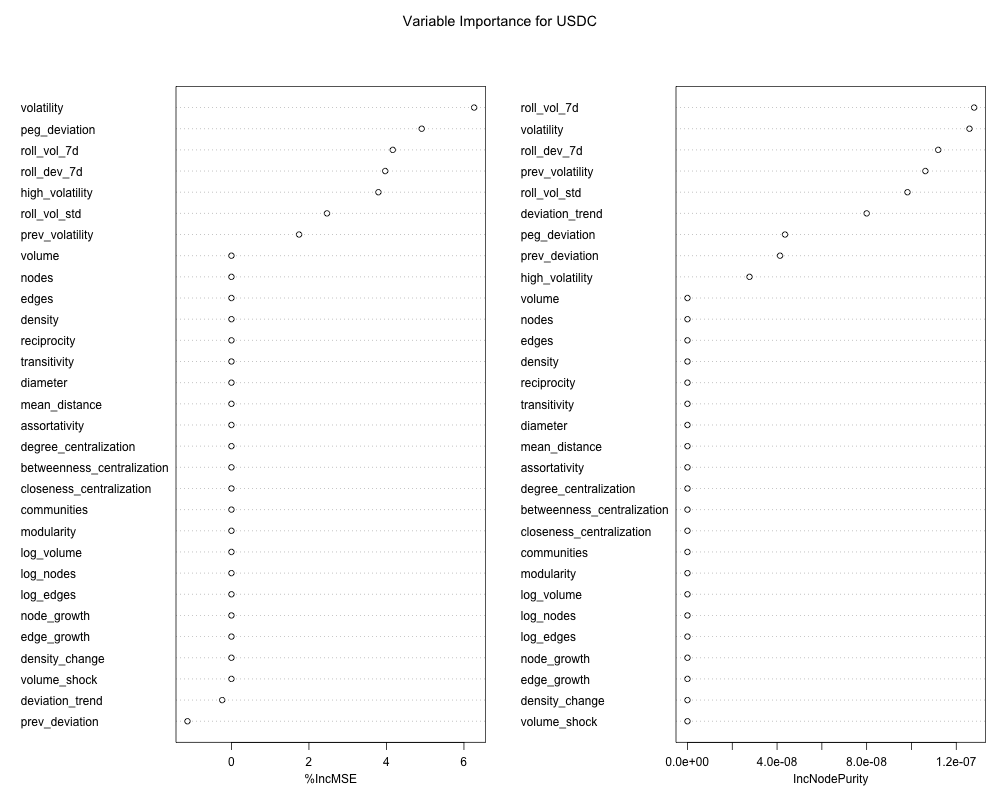 Variable Importance for USDC
volatility
peg_deviation
roll_vol_7d
roll_dev_7d
high_volatility
roll_vol_std
prev_volatility
volume
nodes
edges
density
reciprocity
transitivity
diameter
mean_distance
assortativity
degree_centralization
betweenness_centralization
closeness_centralization
communities
modularity
log_volume
log_nodes
log_edges
node_growth
edge_growth
density_change
volume_shock
deviation_trend
prev_deviation
0 2 4 6
%IncMSE
roll_vol_7d
volatility
roll_dev_7d
prev_volatility
roll_vol_std
deviation_trend
peg_deviation
prev_deviation
high_volatility
volume
nodes
edges
density
reciprocity
transitivity
diameter
mean_distance
assortativity
degree_centralization
betweenness_centralization
closeness_centralization
communities
modularity
log_volume
log_nodes
log_edges
node_growth
edge_growth
density_change
volume_shock
0.0e+00 4.0e-08 8.0e-08 1.2e-07
IncNodePurity